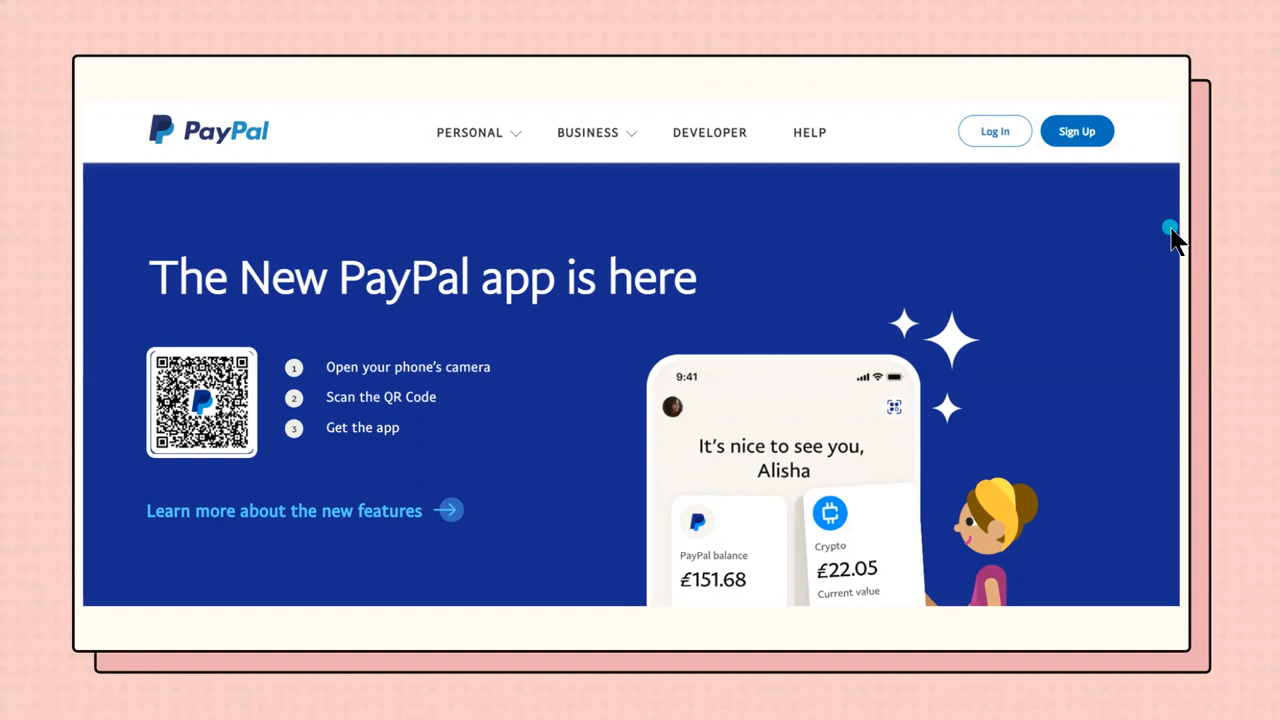 PayPal
PERSONAL
BUSINESS
DEVELOPER
HELP
Log In
Sign Up
The New PayPal app is here
1 Open your phone's camera
2 Scan the QR Code
3 Get the app
Learn more about the new features
9:41
It's nice to see you,
Alisha
PayPal balance
£151.68
Crypto
£22.05
Current value